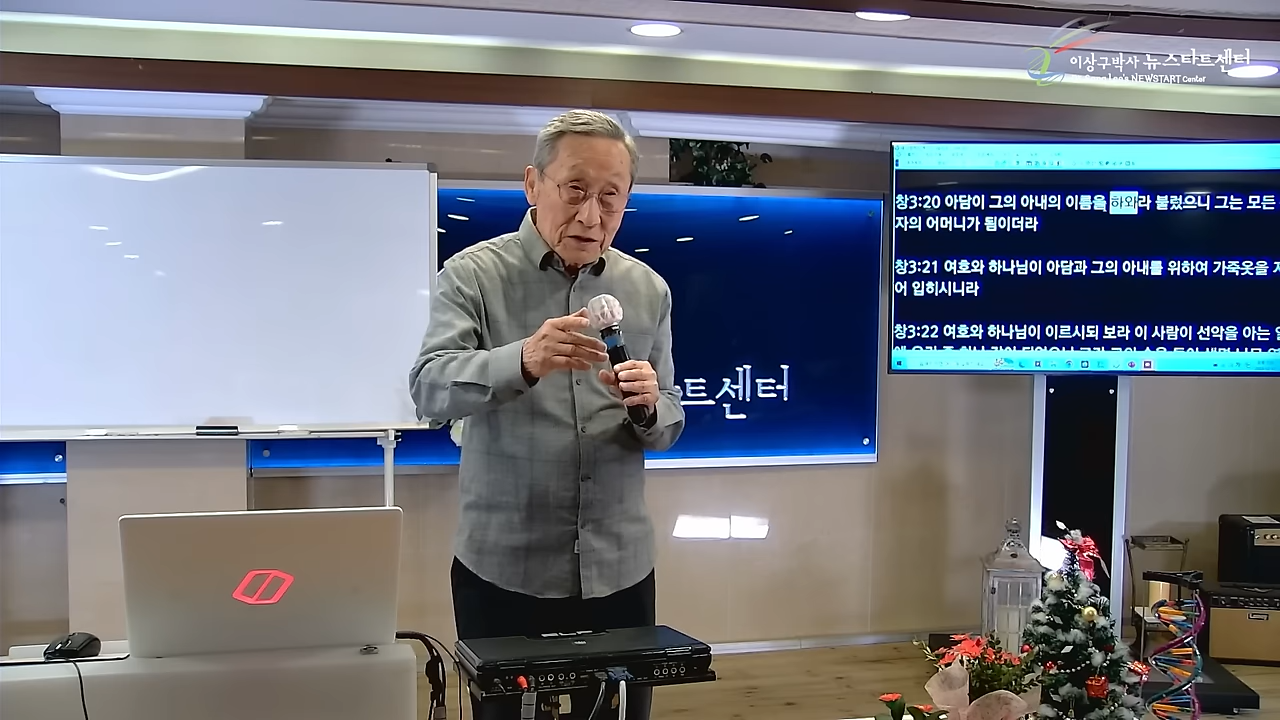 이상구박사 뉴스타트센터
Lee's NEWSTART Center
창3:20 아담이 그의 아내의 이름을 하와라 불렀으니 그는 모든
자의 어머니가 됨이더라
창3:21 여호와 하나님이 아담과 그의 아내를 위하여 가죽옷을 지
어 입히시니라
창3:22 여호와 하나님이 이르시되 보라 이 사람이 선악을 아는 일
트센터